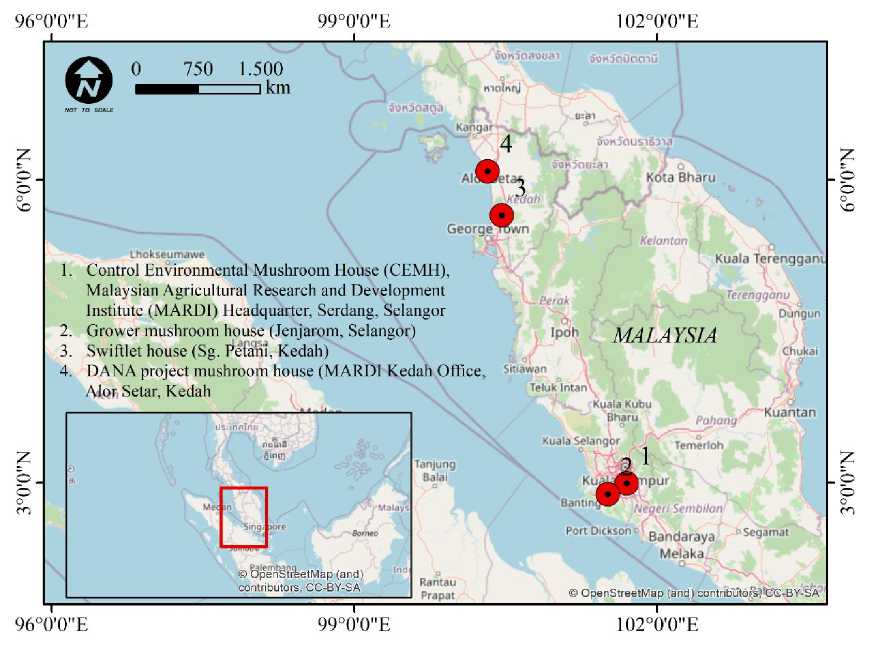 96°0'0"E 99°0'0"E 102°0'0"E
NOT TO SCALE
N
0 750 1.500
km
จังหวัดสงขลา
จังหวัดปัตตานี
หาดใหญ่
จังหวัดสตูล
ยะลา
Kangar
จังหวัดนราธิวาส
4
Alor Setar
3
Kedah
Kota Bharu
6°0'0"N
6°0'0"N
George Town
Kelantan
Lhokseumawe
Kuala Terengganu
Terengganu
1. Control Environmental Mushroom House (CEMH),
Malaysian Agricultural Research and Development
Institute (MARDI) Headquarter, Serdang, Selangor
2. Grower mushroom house (Jenjarom, Selangor)
3. Swiftlet house (Sg. Petani, Kedah)
4. DANA project mushroom house (MARDI Kedah Office,
Alor Setar, Kedah
Langsa
Medan
Perak
Dungun
Ipoh
MALAYSIA
Chukai
Sitiawan
Teluk Intan
Kuala Kubu
Bharu
Pahang
Kuantan
Kuala Selangor
Temerloh
1
2
Kuala Lumpur
3°0'0"N
3°0'0"N
Banting
Negeri Sembilan
Port Dickson
Segamat
Bandaraya
Melaka
Tanjung
Balai
Rantau
Prapat
ประเทศไทย
Medan
Singapore
Malays
Borneo
Palembang
Ind
© OpenStreetMap (and)
contributors, CC-BY-SA
© OpenStreetMap (and) contributors, CC-BY-SA
96°0'0"E 99°0'0"E 102°0'0"E